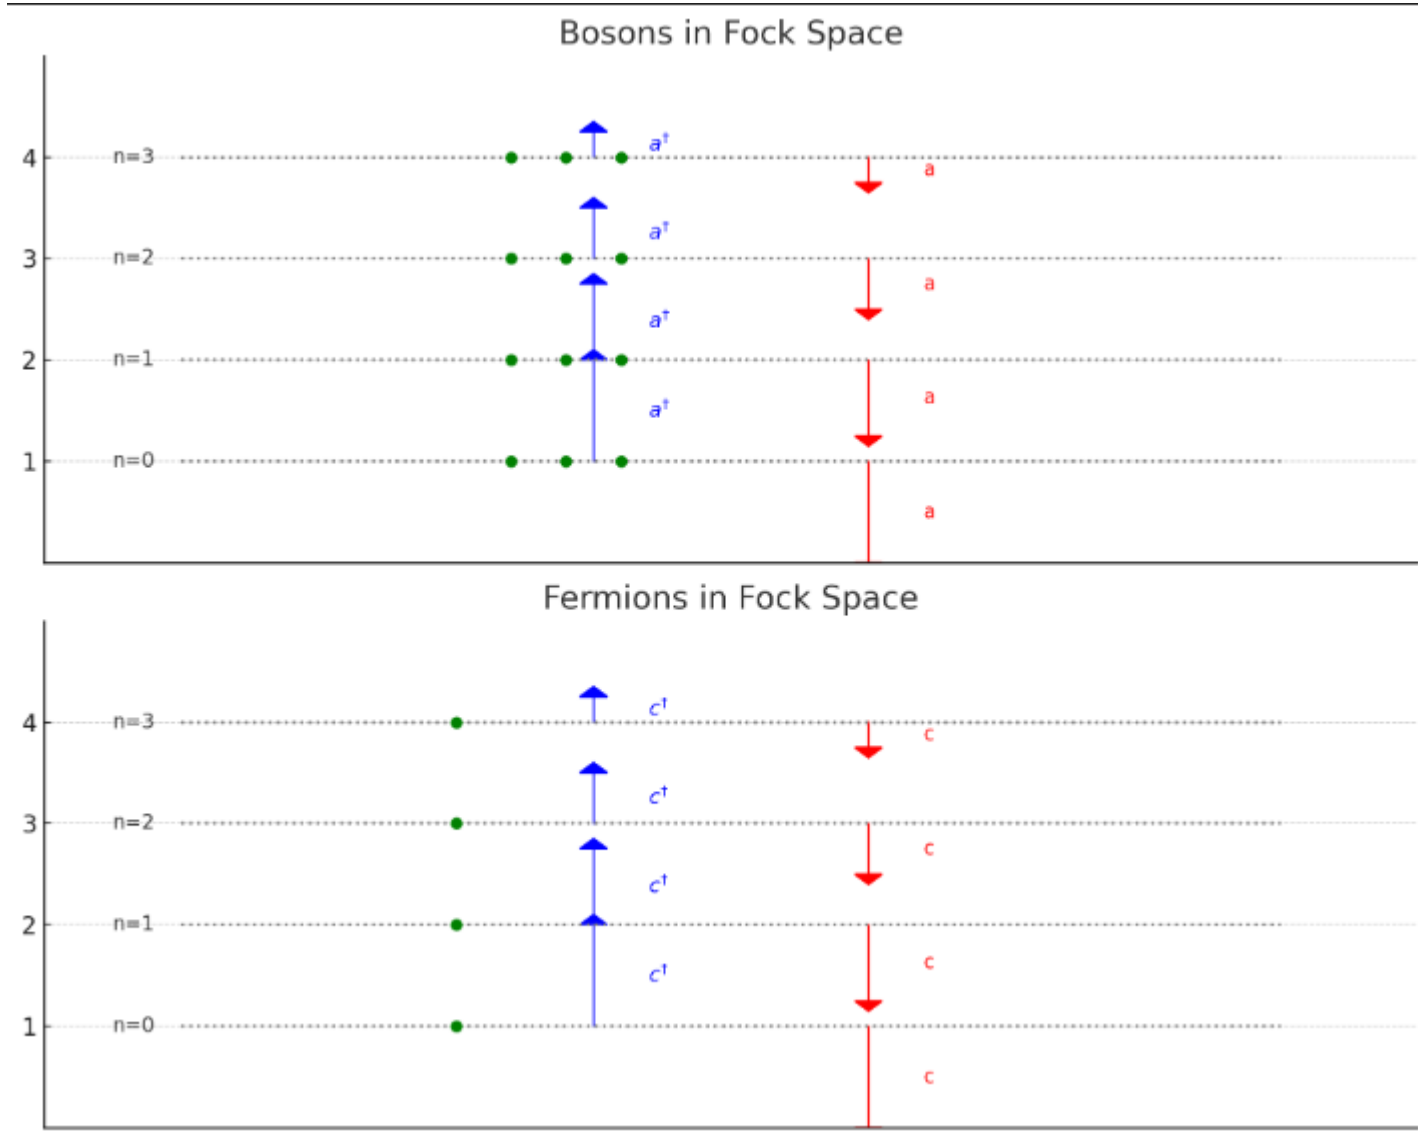 Bosons in Fock Space
4 n=3 a† a
3 n=2 a† a
2 n=1 a† a
1 n=0 a† a
Fermions in Fock Space
4 n=3 c† c
3 n=2 c† c
2 n=1 c† c
1 n=0 c† c